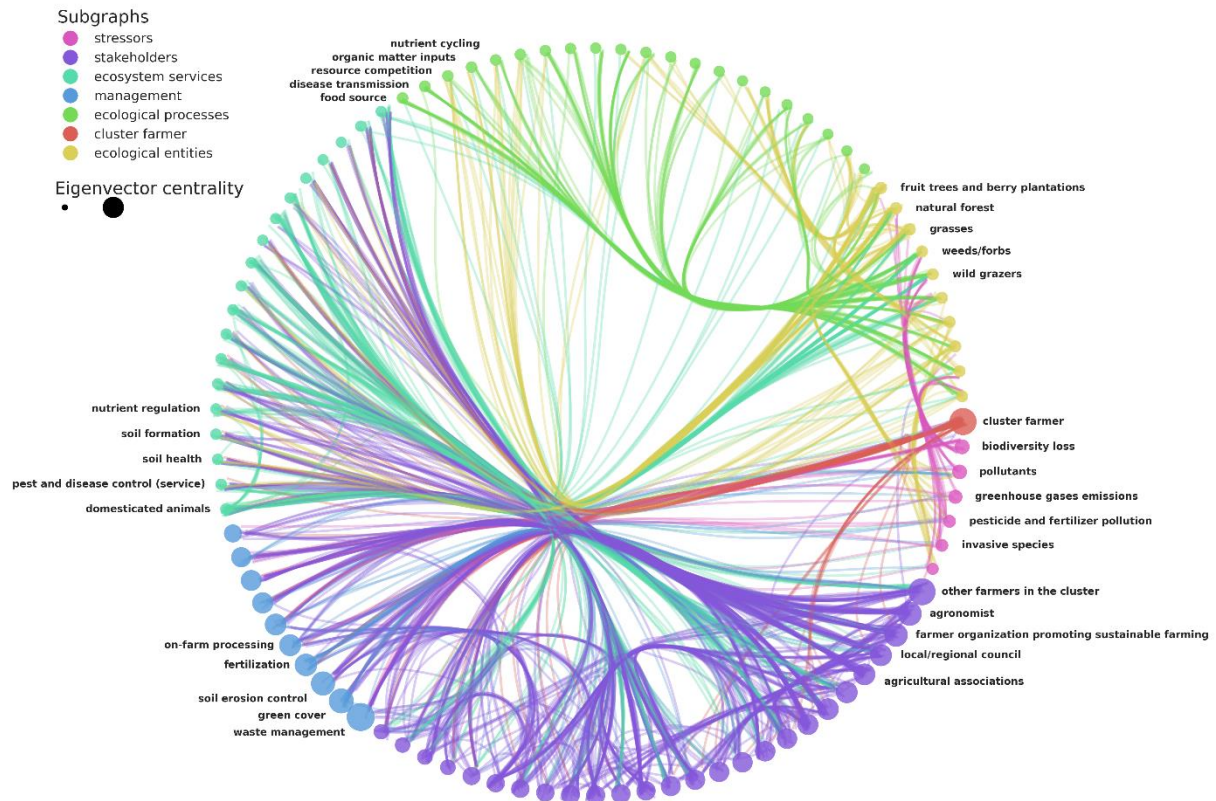 Subgraphs
stressors
stakeholders
ecosystem services
management
ecological processes
cluster farmer
ecological entities
Eigenvector centrality
nutrient cycling
organic matter inputs
resource competition
disease transmission
food source
fruit trees and berry plantations
natural forest
grasses
weeds/forbs
wild grazers
cluster farmer
biodiversity loss
pollutants
greenhouse gases emissions
pesticide and fertilizer pollution
invasive species
other farmers in the cluster
agronomist
farmer organization promoting sustainable farming
local/regional council
agricultural associations
nutrient regulation
soil formation
soil health
pest and disease control (service)
domesticated animals
on-farm processing
fertilization
soil erosion control
green cover
waste management